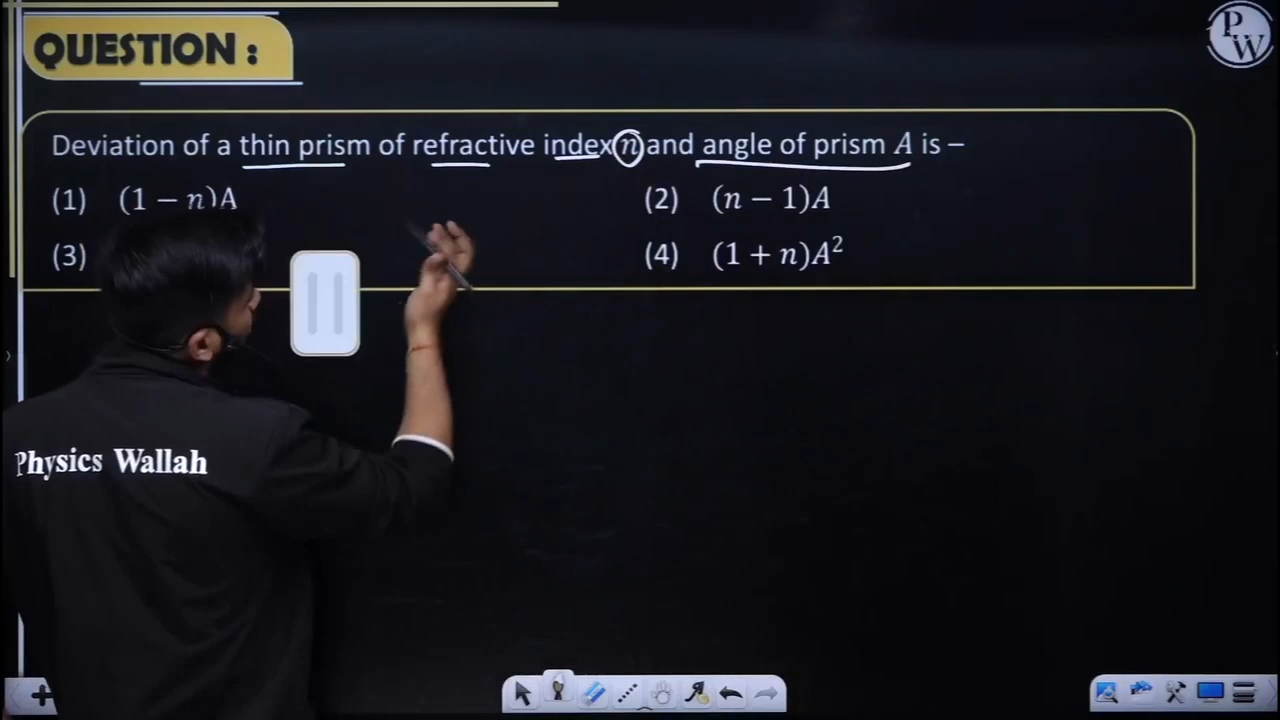 QUESTION :
PW
Deviation of a thin prism of refractive index n and angle of prism A is –
(1) (1 − n)A
(2) (n − 1)A
(3)
(4) (1 + n)A²
Physics Wallah